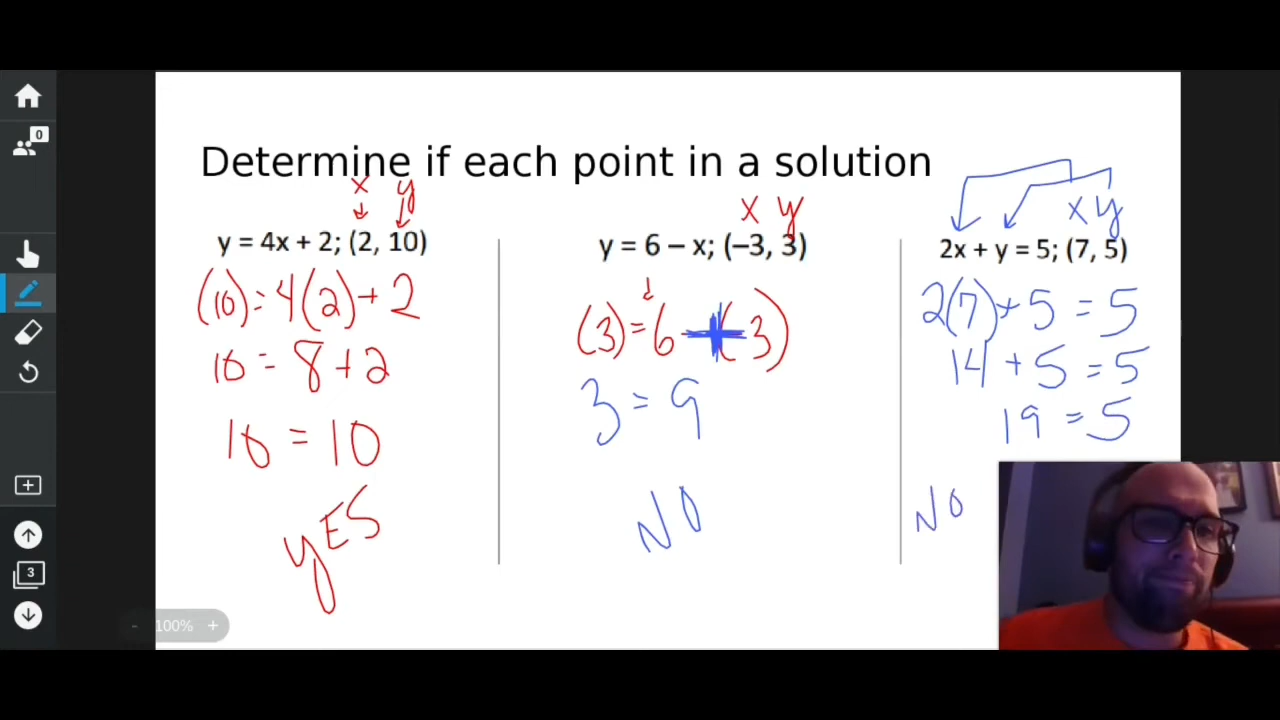 0
Determine if each point in a solution
x y
y = 4x + 2; (2, 10)
(10) = 4(2) + 2
10 = 8 + 2
10 = 10
YES
x y
y = 6 – x; (–3, 3)
(3) = 6 + (3)
3 = 9
NO
x y
2x + y = 5; (7, 5)
2(7) + 5 = 5
14 + 5 = 5
19 = 5
NO
3
- 100% +